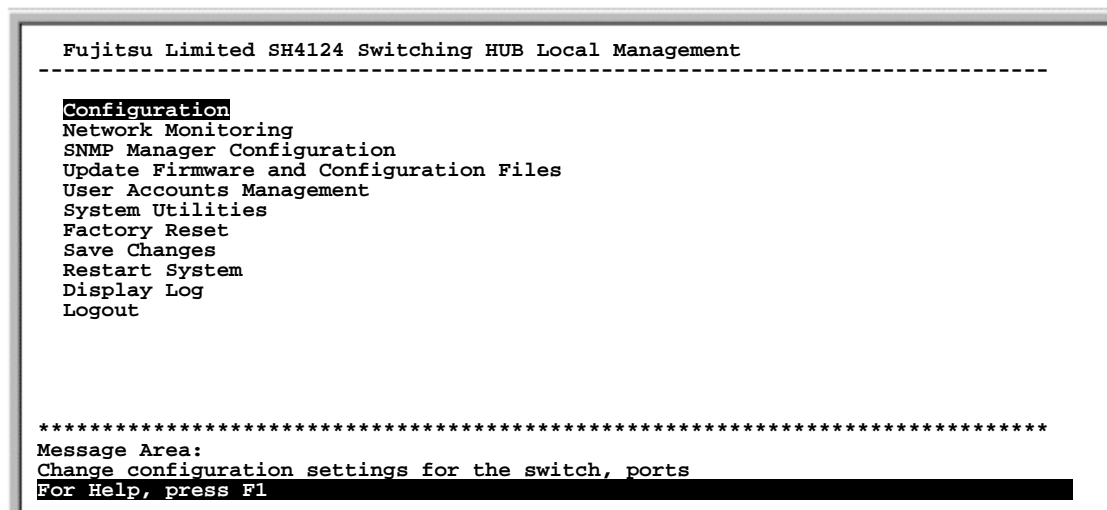 Fujitsu Limited SH4124 Switching HUB Local Management
-------------------------------------------------------------------------------
Configuration
Network Monitoring
SNMP Manager Configuration
Update Firmware and Configuration Files
User Accounts Management
System Utilities
Factory Reset
Save Changes
Restart System
Display Log
Logout
*******************************************************************************
Message Area:
Change configuration settings for the switch, ports
For Help, press F1